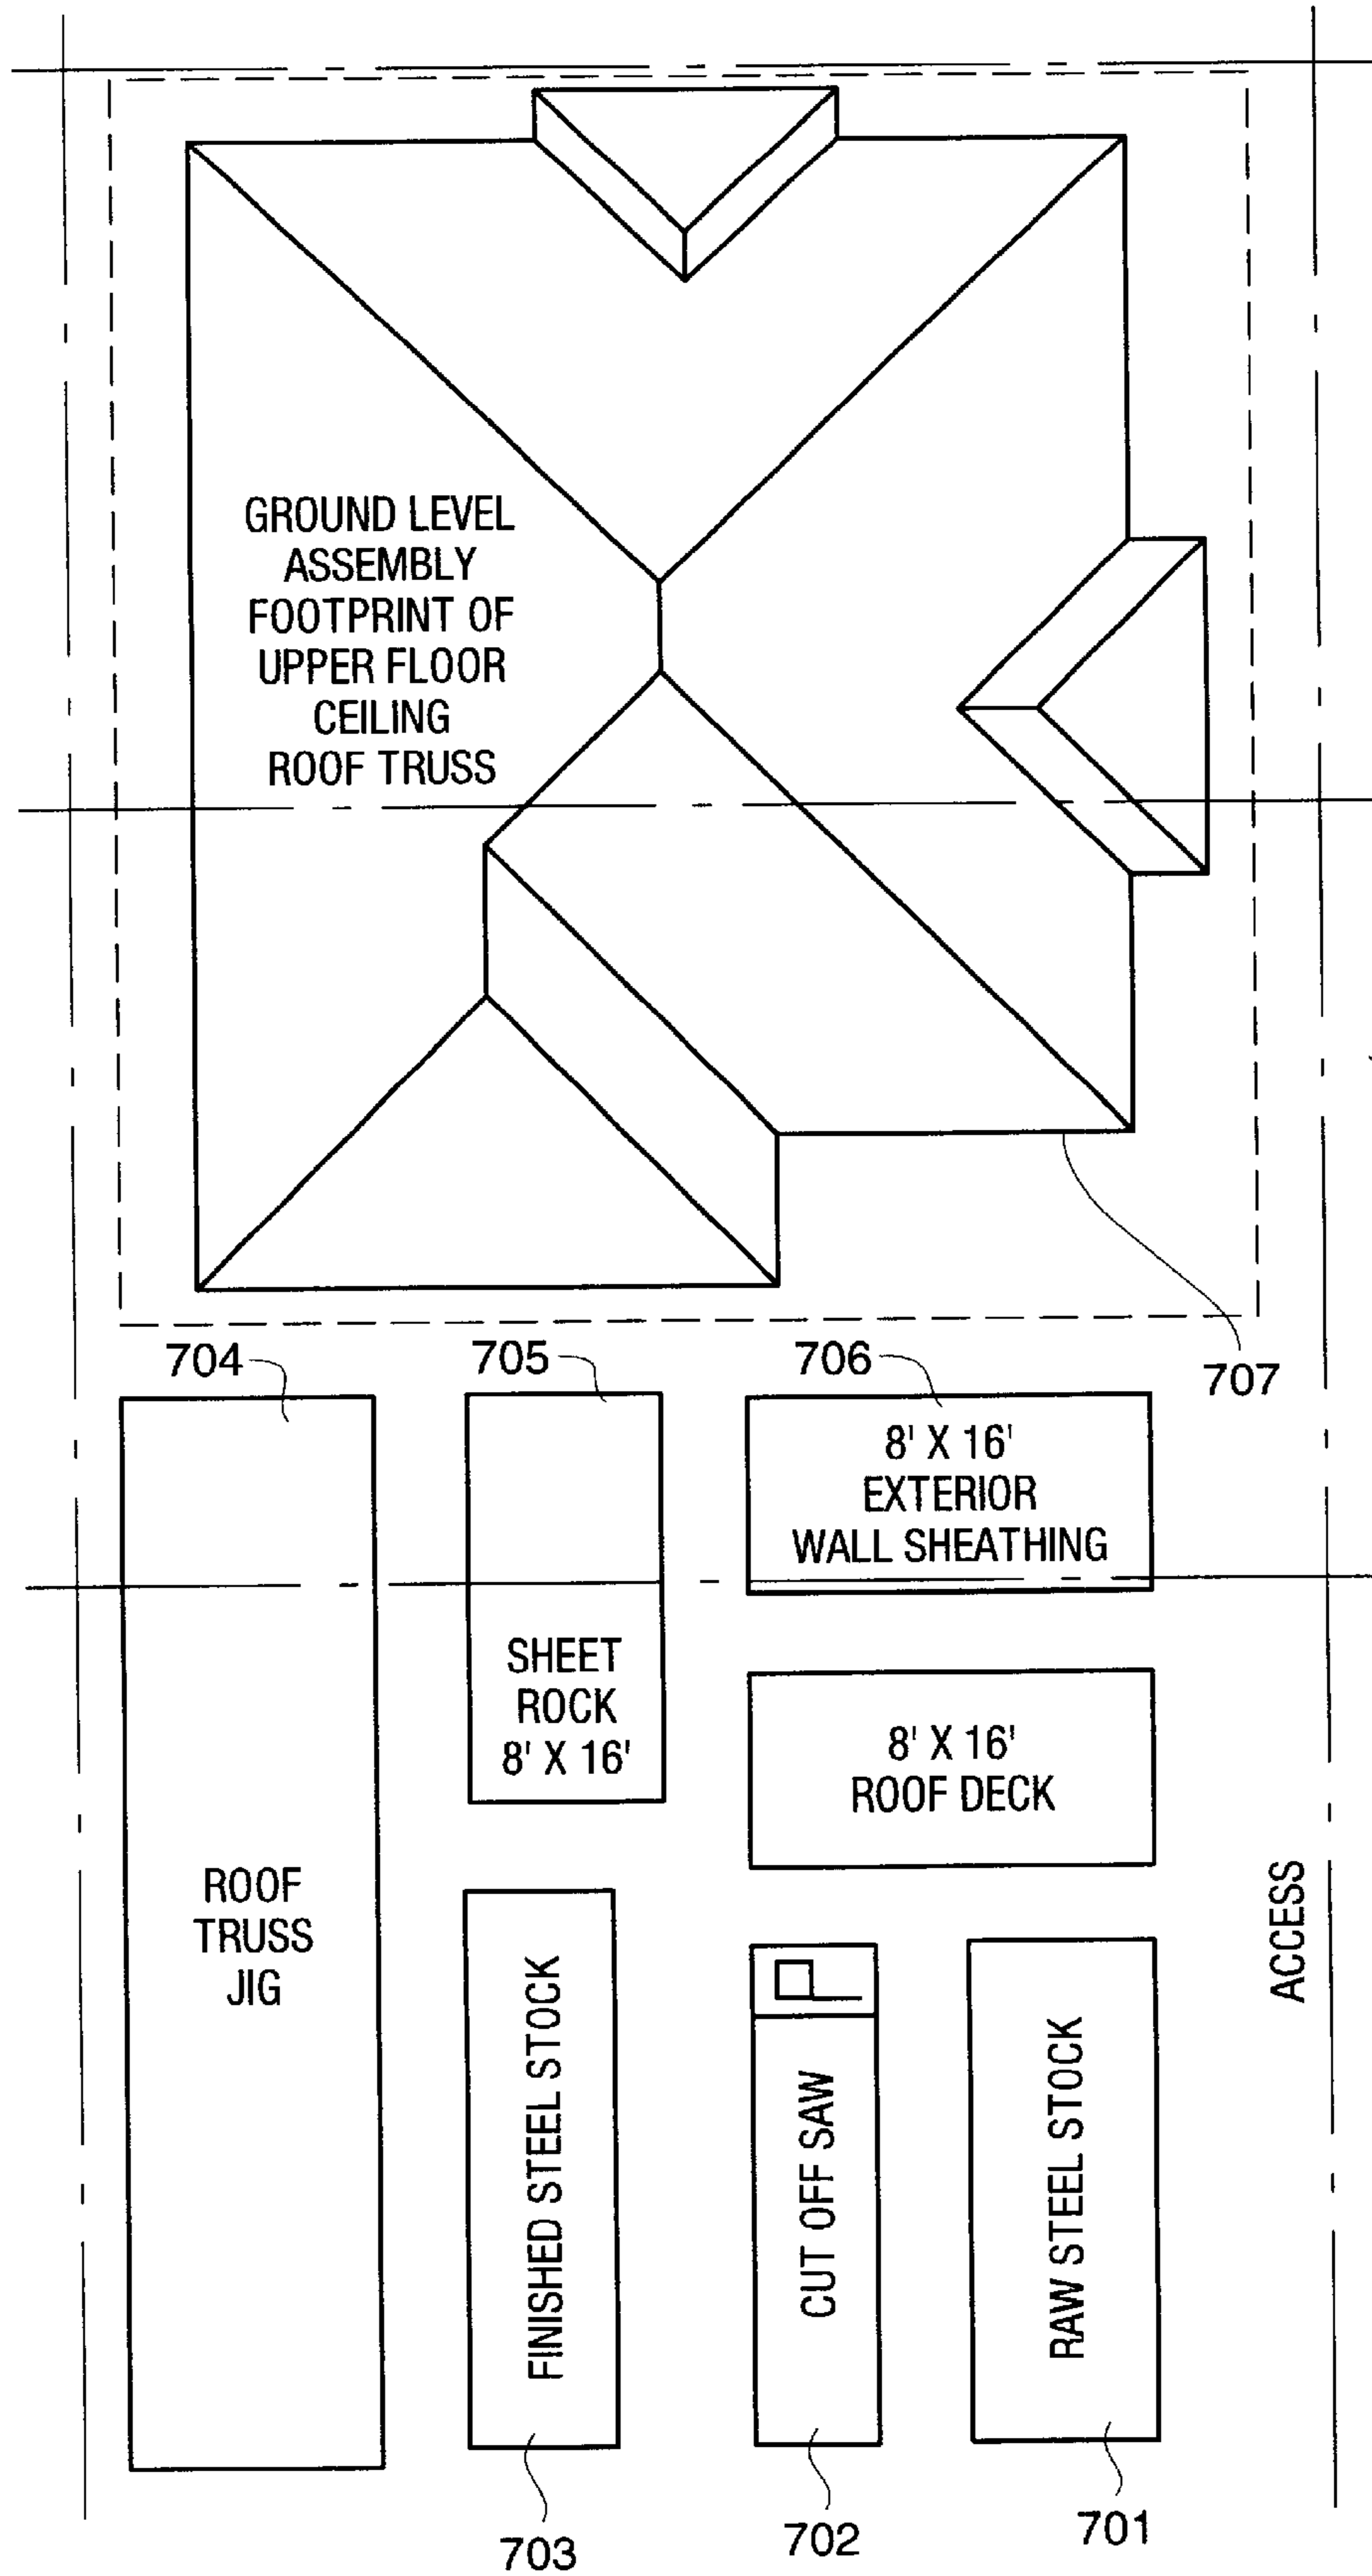 GROUND LEVEL
ASSEMBLY
FOOTPRINT OF
UPPER FLOOR
CEILING
ROOF TRUSS
704
705
706
707
8' X 16'
EXTERIOR
WALL SHEATHING
SHEET
ROCK
8' X 16'
8' X 16'
ROOF DECK
ROOF
TRUSS
JIG
FINISHED STEEL STOCK
CUT OFF SAW
RAW STEEL STOCK
ACCESS
703
702
701